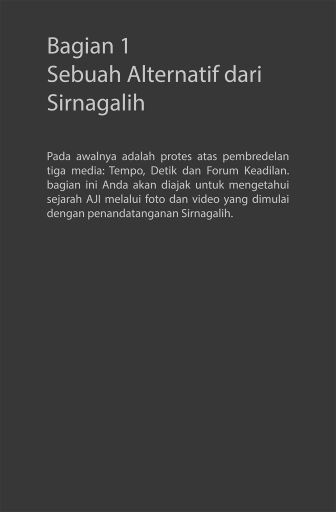 Bagian 1
Sebuah Alternatif dari
Sirnagalih
Pada awalnya adalah protes atas pembredelan
tiga media: Tempo, Detik dan Forum Keadilan.
bagian ini Anda akan diajak untuk mengetahui
sejarah AJI melalui foto dan video yang dimulai
dengan penandatanganan Sirnagalih.